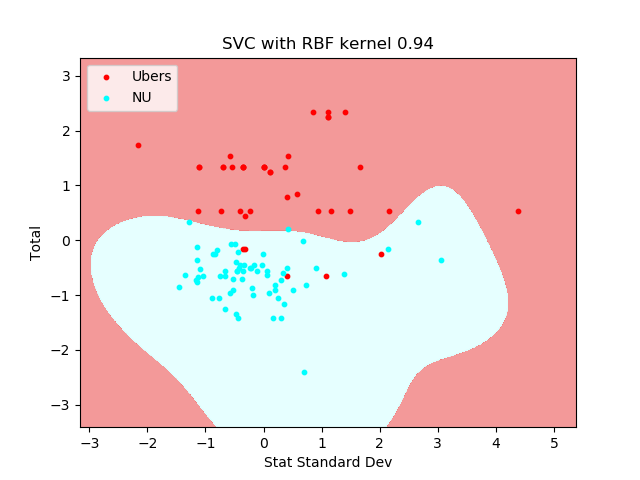 SVC with RBF kernel 0.94
Ubers
NU
Total
3
2
1
0
−1
−2
−3
−3 −2 −1 0 1 2 3 4 5
Stat Standard Dev